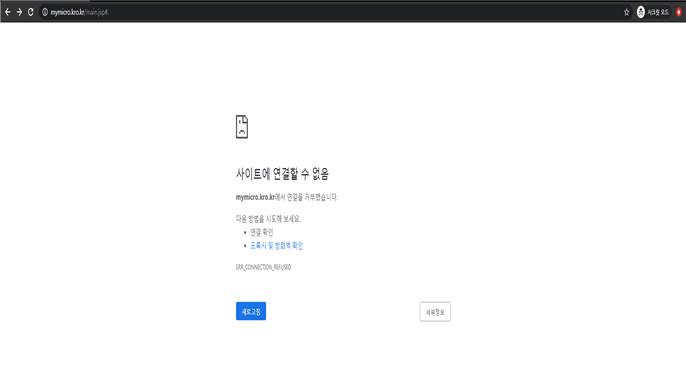 mymicro.kro.kr/main.jsp#
시크릿 모드
사이트에 연결할 수 없음
mymicro.kro.kr에서 연결을 거부했습니다.
다음 방법을 시도해 보세요.
• 연결 확인
• 프록시 및 방화벽 확인
ERR_CONNECTION_REFUSED
새로고침
세부정보